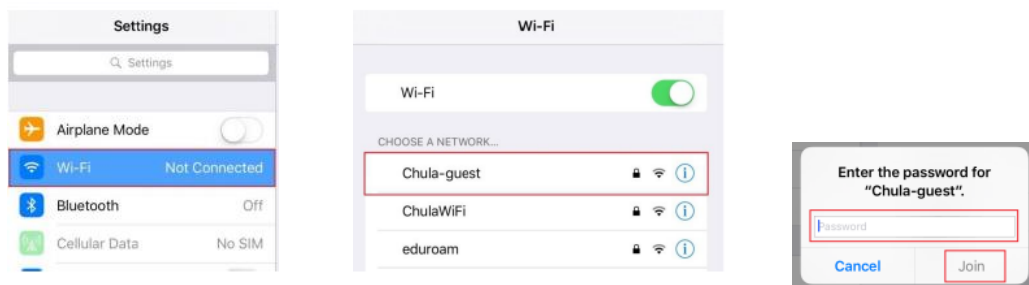 Settings
Settings
Airplane Mode
Wi-Fi Not Connected
Bluetooth Off
Cellular Data No SIM
Wi-Fi
Wi-Fi
CHOOSE A NETWORK...
Chula-guest
ChulaWiFi
eduroam
Enter the password for
“Chula-guest”.
Password
Cancel Join